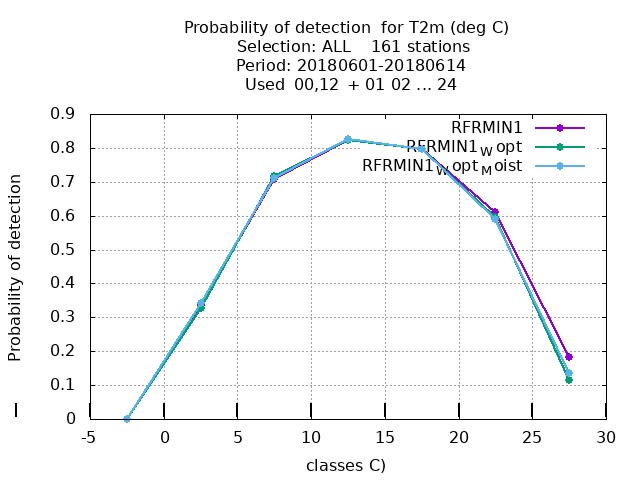 Probability of detection for T2m (deg C)
Selection: ALL 161 stations
Period: 20180601-20180614
Used 00,12 + 01 02 ... 24
0.9
0.8
0.7
0.6
0.5
0.4
0.3
0.2
0.1
0
Probability of detection
RFRMIN1
RFRMIN1W opt
RFRMIN1W opt M oist
-5 0 5 10 15 20 25 30
classes C)